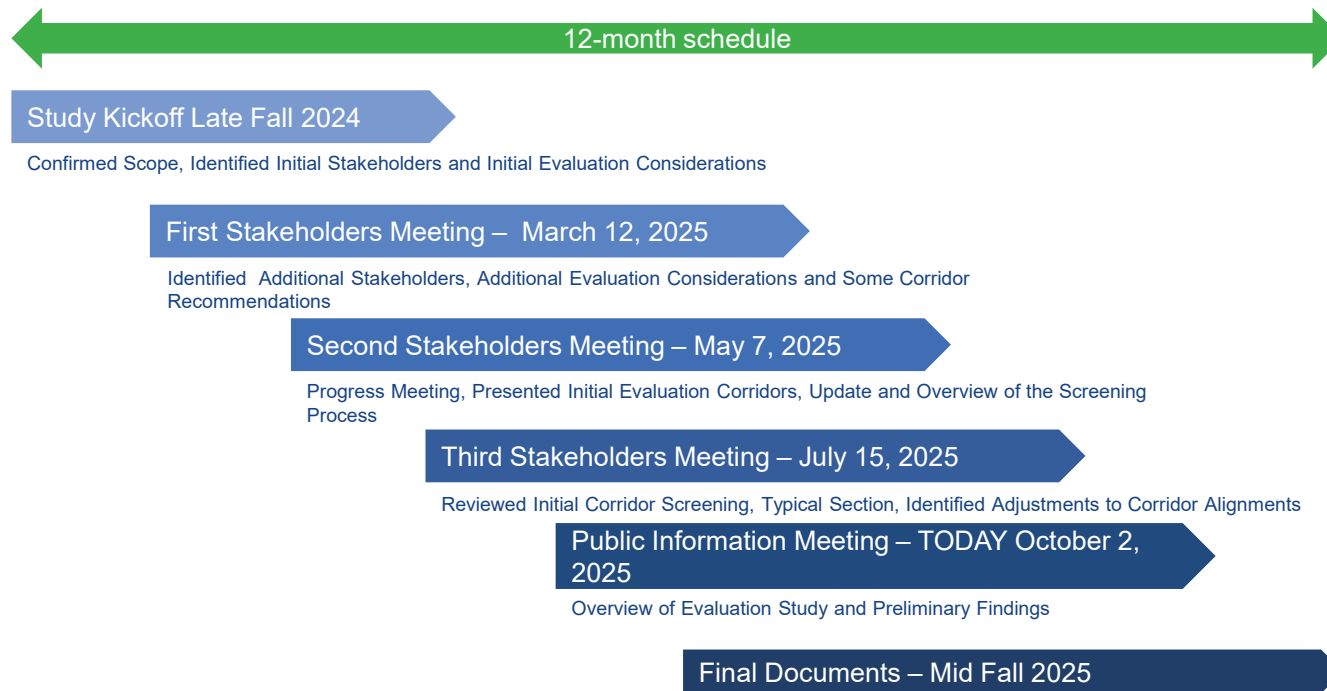 12-month schedule
Study Kickoff Late Fall 2024
Confirmed Scope, Identified Initial Stakeholders and Initial Evaluation Considerations
First Stakeholders Meeting –  March 12, 2025
Identified  Additional Stakeholders, Additional Evaluation Considerations and Some Corridor
Recommendations
Second Stakeholders Meeting – May 7, 2025
Progress Meeting, Presented Initial Evaluation Corridors, Update and Overview of the Screening
Process
Third Stakeholders Meeting – July 15, 2025
Reviewed Initial Corridor Screening, Typical Section, Identified Adjustments to Corridor Alignments
Public Information Meeting – TODAY October 2,
2025
Overview of Evaluation Study and Preliminary Findings
Final Documents – Mid Fall 2025